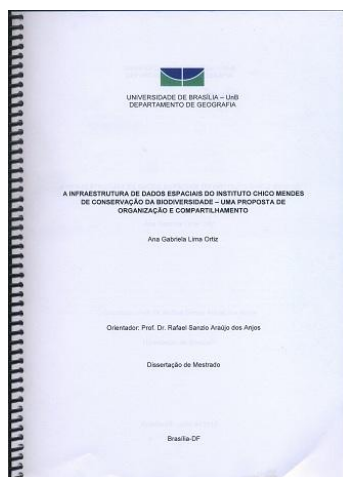 UNIVERSIDADE DE BRASÍLIA – UnB
DEPARTAMENTO DE GEOGRAFIA
A INFRAESTRUTURA DE DADOS ESPACIAIS DO INSTITUTO CHICO MENDES
DE CONSERVAÇÃO DA BIODIVERSIDADE – UMA PROPOSTA DE
ORGANIZAÇÃO E COMPARTILHAMENTO
Ana Gabriela Lima Ortiz
Orientador: Prof. Dr. Rafael Sanzio Araújo dos Anjos
Dissertação de Mestrado
Brasília-DF